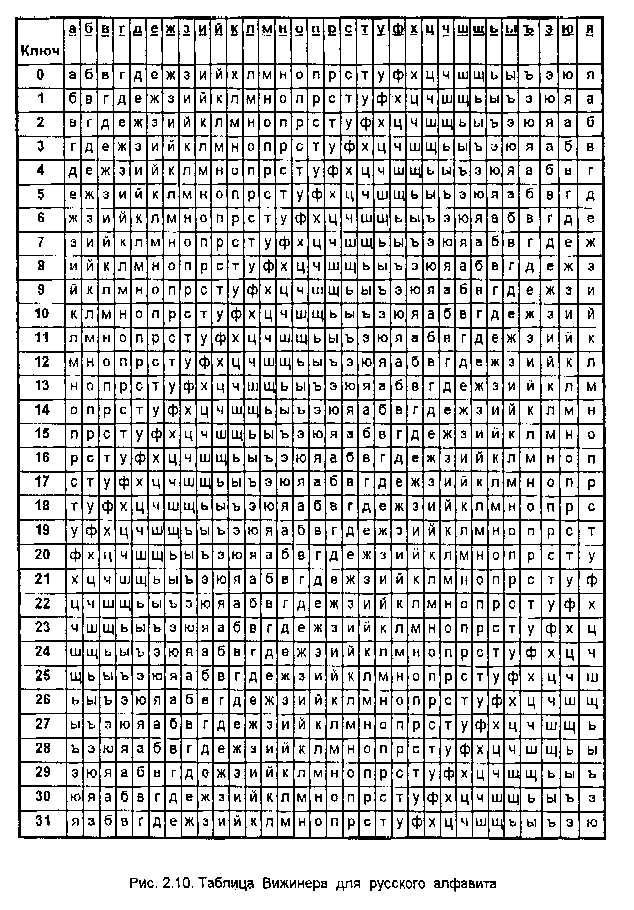 а б в г д е ж з и й к л м н о п р с т у ф х ц ч ш щ ь ы ъ э ю я
Ключ
0 а б в г д е ж з и й к л м н о п р с т у ф х ц ч ш щ ь ы ъ э ю я
1 б в г д е ж з и й к л м н о п р с т у ф х ц ч ш щ ь ы ъ э ю я а
2 в г д е ж з и й к л м н о п р с т у ф х ц ч ш щ ь ы ъ э ю я а б
3 г д е ж з и й к л м н о п р с т у ф х ц ч ш щ ь ы ъ э ю я а б в
4 д е ж з и й к л м н о п р с т у ф х ц ч ш щ ь ы ъ э ю я а б в г
5 е ж з и й к л м н о п р с т у ф х ц ч ш щ ь ы ъ э ю я а б в г д
6 ж з и й к л м н о п р с т у ф х ц ч ш щ ь ы ъ э ю я а б в г д е
7 з и й к л м н о п р с т у ф х ц ч ш щ ь ы ъ э ю я а б в г д е ж
8 и й к л м н о п р с т у ф х ц ч ш щ ь ы ъ э ю я а б в г д е ж з
9 й к л м н о п р с т у ф х ц ч ш щ ь ы ъ э ю я а б в г д е ж з и
10 к л м н о п р с т у ф х ц ч ш щ ь ы ъ э ю я а б в г д е ж з и й
11 л м н о п р с т у ф х ц ч ш щ ь ы ъ э ю я а б в г д е ж з и й к
12 м н о п р с т у ф х ц ч ш щ ь ы ъ э ю я а б в г д е ж з и й к л
13 н о п р с т у ф х ц ч ш щ ь ы ъ э ю я а б в г д е ж з и й к л м
14 о п р с т у ф х ц ч ш щ ь ы ъ э ю я а б в г д е ж з и й к л м н
15 п р с т у ф х ц ч ш щ ь ы ъ э ю я а б в г д е ж з и й к л м н о
16 р с т у ф х ц ч ш щ ь ы ъ э ю я а б в г д е ж з и й к л м н о п
17 с т у ф х ц ч ш щ ь ы ъ э ю я а б в г д е ж з и й к л м н о п р
18 т у ф х ц ч ш щ ь ы ъ э ю я а б в г д е ж з и й к л м н о п р с
19 у ф х ц ч ш щ ь ы ъ э ю я а б в г д е ж з и й к л м н о п р с т
20 ф х ц ч ш щ ь ы ъ э ю я а б в г д е ж з и й к л м н о п р с т у
21 х ц ч ш щ ь ы ъ э ю я а б в г д е ж з и й к л м н о п р с т у ф
22 ц ч ш щ ь ы ъ э ю я а б в г д е ж з и й к л м н о п р с т у ф х
23 ч ш щ ь ы ъ э ю я а б в г д е ж з и й к л м н о п р с т у ф х ц
24 ш щ ь ы ъ э ю я а б в г д е ж з и й к л м н о п р с т у ф х ц ч
25 щ ь ы ъ э ю я а б в г д е ж з и й к л м н о п р с т у ф х ц ч ш
26 ь ы ъ э ю я а б в г д е ж з и й к л м н о п р с т у ф х ц ч ш щ
27 ы ъ э ю я а б в г д е ж з и й к л м н о п р с т у ф х ц ч ш щ ь
28 ъ э ю я а б в г д е ж з и й к л м н о п р с т у ф х ц ч ш щ ь ы
29 э ю я а б в г д е ж з и й к л м н о п р с т у ф х ц ч ш щ ь ы ъ
30 ю я а б в г д е ж з и й к л м н о п р с т у ф х ц ч ш щ ь ы ъ э
31 я а б в г д е ж з и й к л м н о п р с т у ф х ц ч ш щ ь ы ъ э ю
Рис. 2.10. Таблица Вижинера для русского алфавита